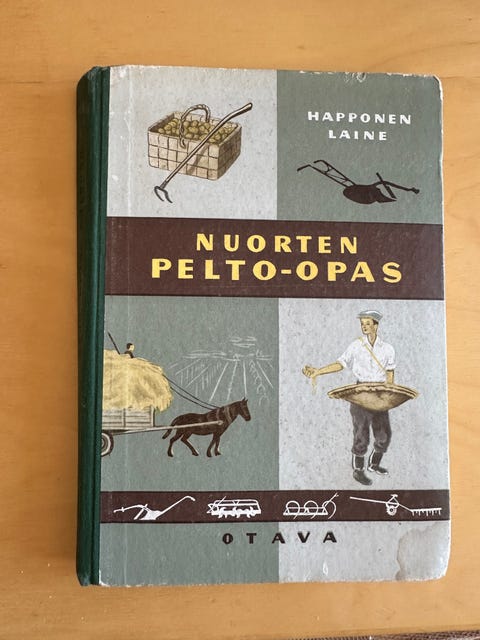 HAPPONEN
LAINE
NUORTEN
PELTO-OPAS
OTAVA